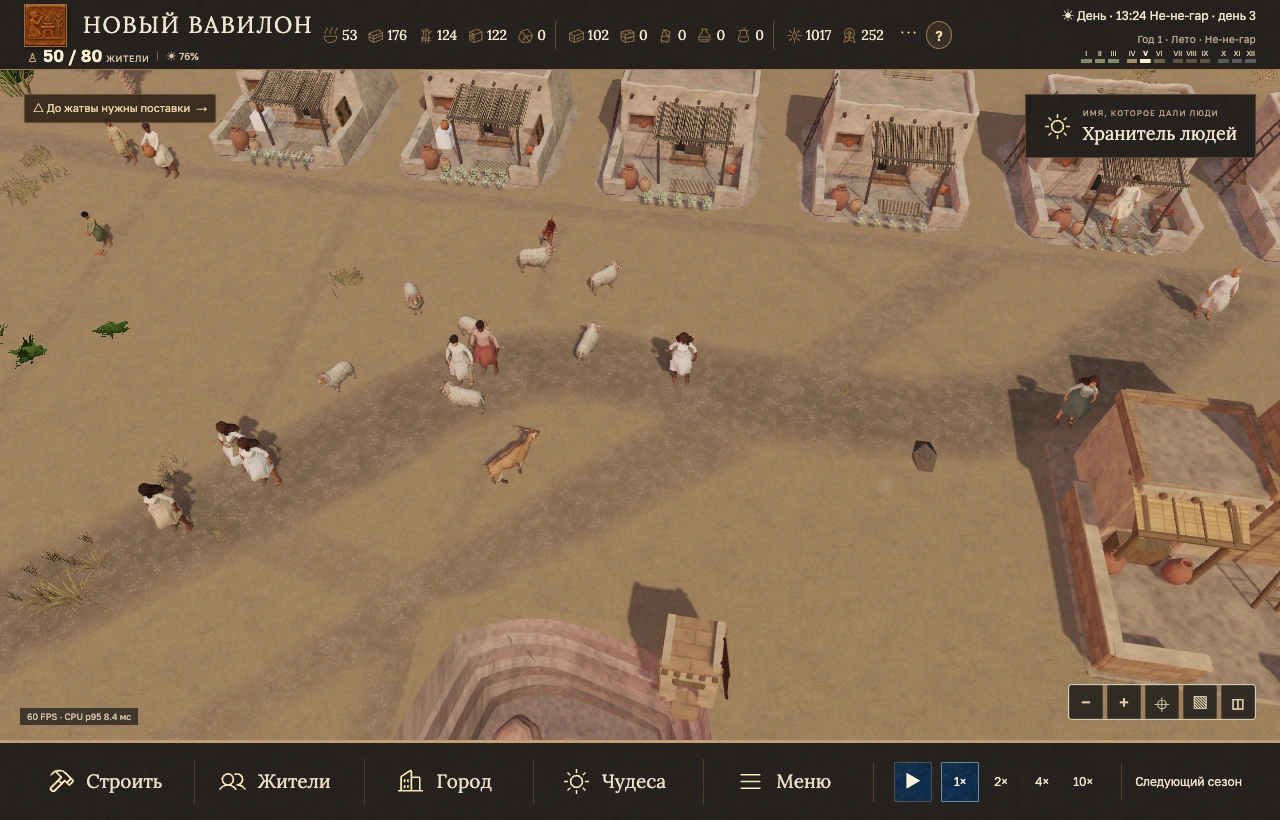 НОВЫЙ ВАВИЛОН
53 176 124 122 0 102 0 0 0 0 1017 252 ... ?
50 / 80 жители 76%
День · 13:24 Не-не-гар · день 3
Год 1 · Лето · Не-не-гар
I II III IV V VI VII VIII IX X XI XII
До жатвы нужны поставки →
ИМЯ, КОТОРОЕ ДАЛИ ЛЮДИ
Хранитель людей
60 FPS · CPU p95 8.4 мс
− +
Строить Жители Город Чудеса Меню 1× 2× 4× 10× Следующий сезон